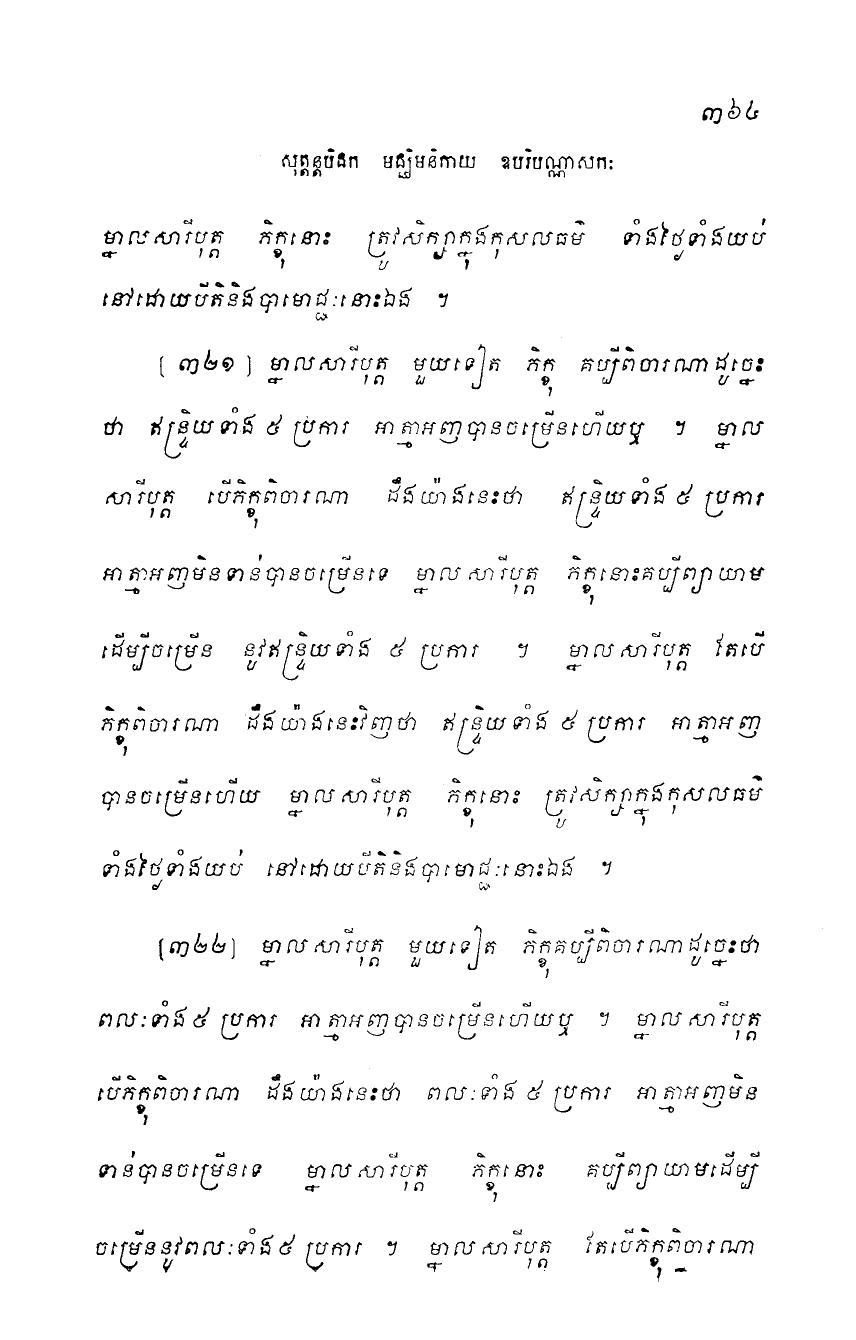 ៣៦៤
សុត្តន្តបិដក មជ្ឈិមនិកាយ ឧបរិបណ្ណាសកៈ
ម្នាលសារីបុត្ត ភិក្ខុនោះ ត្រូវសិក្សាក្នុងកុសលធម៌ ទាំងថ្ងៃទាំងយប់
នៅដោយបីតិនិងបាមោជ្ជៈនោះឯង ។
[៣២១] ម្នាលសារីបុត្ត មួយទៀត ភិក្ខុ គប្បីពិចារណាដូច្នេះ
ថា ឥន្ទ្រិយទាំង ៥ ប្រការ អាត្មាអញបានចម្រើនហើយឬ ។ ម្នាល
សារីបុត្ត បើភិក្ខុពិចារណា ដឹងយ៉ាងនេះថា ឥន្ទ្រិយទាំង ៥ ប្រការ
អាត្មាអញមិនទាន់បានចម្រើនទេ ម្នាលសារីបុត្ត ភិក្ខុនោះគប្បីព្យាយាម
ដើម្បីចម្រើន នូវឥន្ទ្រិយទាំង ៥ ប្រការ ។ ម្នាលសារីបុត្ត តែបើ
ភិក្ខុពិចារណា ដឹងយ៉ាងនេះវិញថា ឥន្ទ្រិយទាំង ៥ ប្រការ អាត្មាអញ
បានចម្រើនហើយ ម្នាលសារីបុត្ត ភិក្ខុនោះ ត្រូវសិក្សាក្នុងកុសលធម៌
ទាំងថ្ងៃទាំងយប់ នៅដោយបីតិនិងបាមោជ្ជៈនោះឯង ។
[៣២២] ម្នាលសារីបុត្ត មួយទៀត ភិក្ខុគប្បីពិចារណាដូច្នេះថា
ពលៈទាំង៥ ប្រការ អាត្មាអញបានចម្រើនហើយឬ ។ ម្នាលសារីបុត្ត
បើភិក្ខុពិចារណា ដឹងយ៉ាងនេះថា ពលៈទាំង ៥ ប្រការ អាត្មាអញមិន
ទាន់បានចម្រើនទេ ម្នាលសារីបុត្ត ភិក្ខុនោះ គប្បីព្យាយាមដើម្បី
ចម្រើននូវពលៈទាំង៥ ប្រការ ។ ម្នាលសារីបុត្ត តែបើភិក្ខុពិចារណា